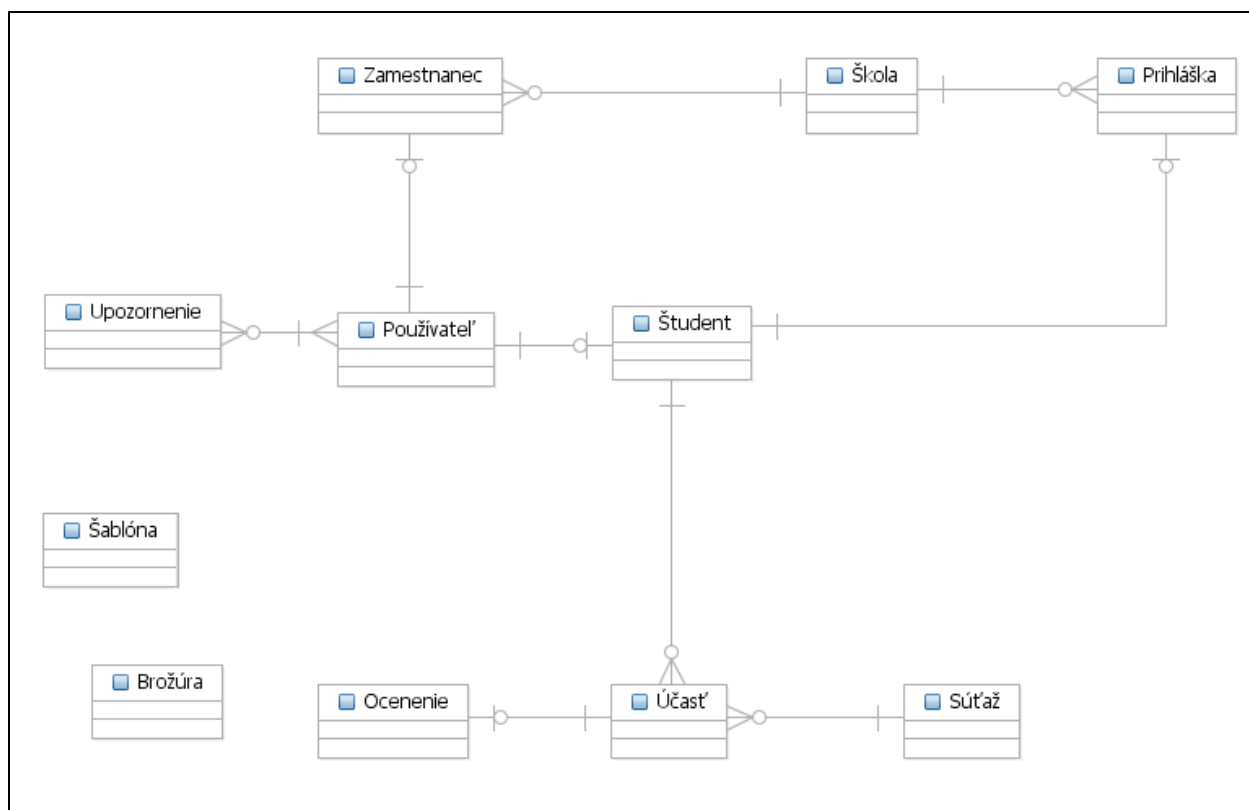 Zamestnanec
Škola
Prihláška
Upozornenie
Používateľ
Študent
Šablóna
Brožúra
Ocenenie
Účasť
Súťaž